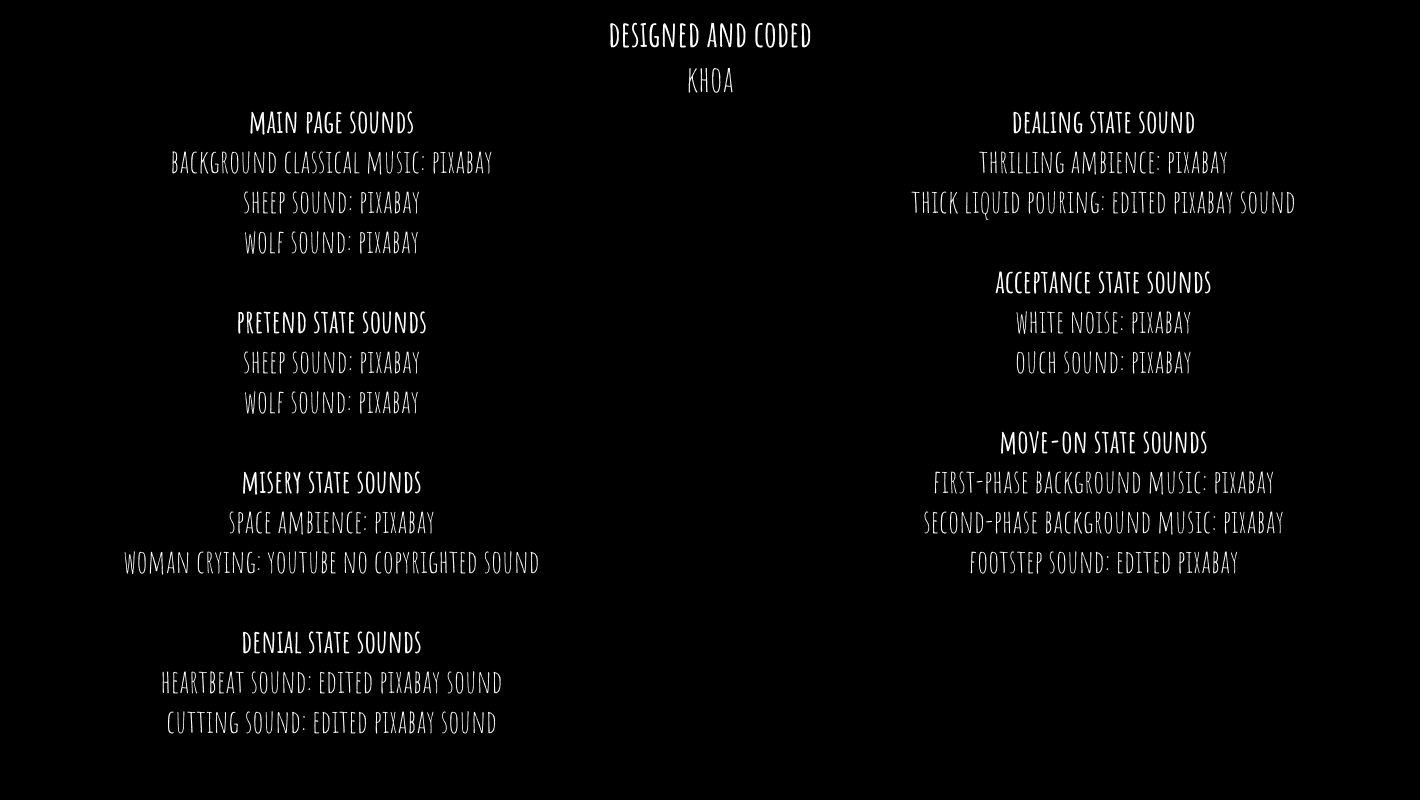 DESIGNED AND CODED
KHOA
MAIN PAGE SOUNDS
BACKGROUND CLASSICAL MUSIC: PIXABAY
SHEEP SOUND: PIXABAY
WOLF SOUND: PIXABAY
PRETEND STATE SOUNDS
SHEEP SOUND: PIXABAY
WOLF SOUND: PIXABAY
MISERY STATE SOUNDS
SPACE AMBIENCE: PIXABAY
WOMAN CRYING: YOUTUBE NO COPYRIGHTED SOUND
DENIAL STATE SOUNDS
HEARTBEAT SOUND: EDITED PIXABAY SOUND
CUTTING SOUND: EDITED PIXABAY SOUND
DEALING STATE SOUND
THRILLING AMBIENCE: PIXABAY
THICK LIQUID POURING: EDITED PIXABAY SOUND
ACCEPTANCE STATE SOUNDS
WHITE NOISE: PIXABAY
OUCH SOUND: PIXABAY
MOVE-ON STATE SOUNDS
FIRST-PHASE BACKGROUND MUSIC: PIXABAY
SECOND-PHASE BACKGROUND MUSIC: PIXABAY
FOOTSTEP SOUND: EDITED PIXABAY